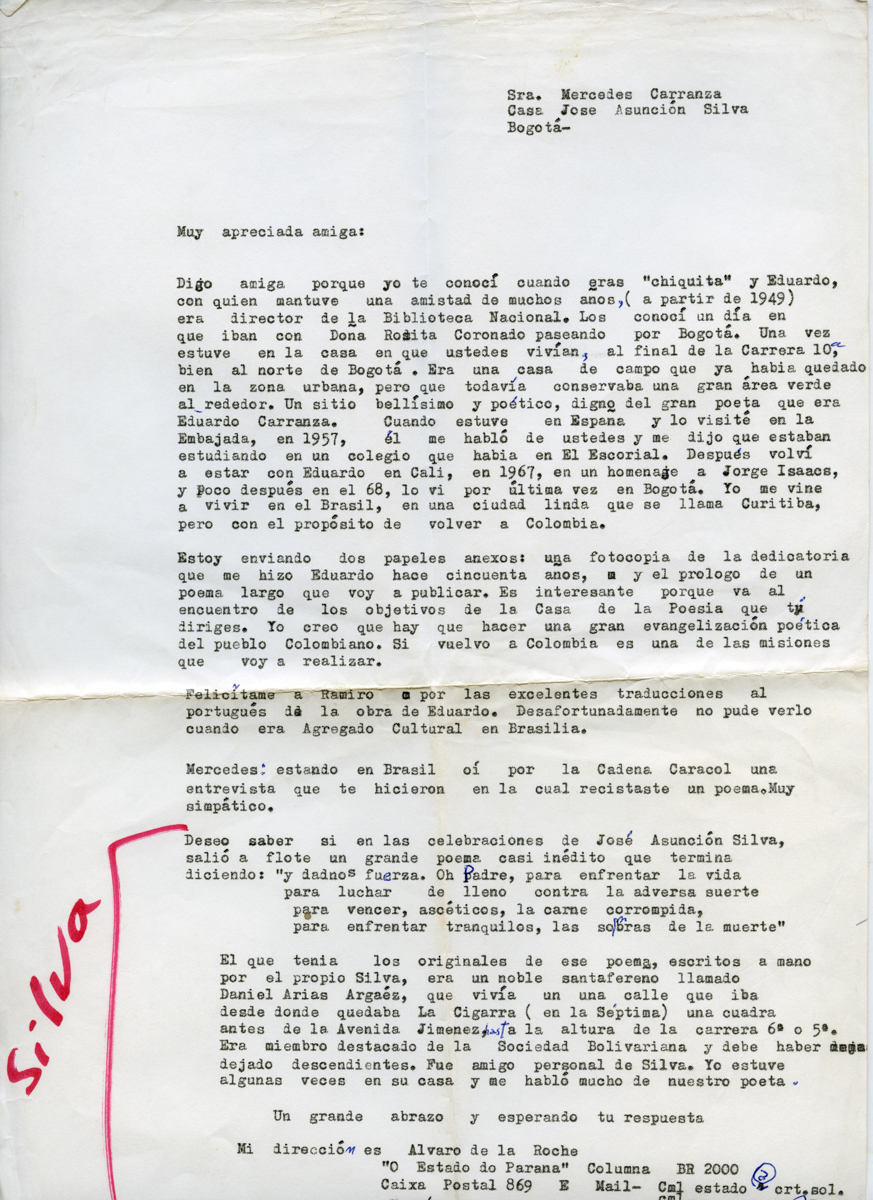 Sra. Mercedes Carranza
Casa Jose Asunción Silva
Bogotá-
Muy apreciada amiga:
Digo amiga porque yo te conocí cuando eras "chiquita" y Eduardo,
con quien mantuve una amistad de muchos anos, ( a partir de 1949)
era director de la Biblioteca Nacional. Los conocí un día en
que iban con Doña Rosita Coronado paseando por Bogotá. Una vez
estuve en la casa en que ustedes vivían, al final de la Carrera 10ª,
bien al norte de Bogotá . Era una casa de campo que ya habia quedado
en la zona urbana, pero que todavía conservaba una gran área verde
al rededor. Un sitio bellísimo y poético, digno del gran poeta que era
Eduardo Carranza. Cuando estuve en Espana y lo visité en la
Embajada, en 1957, él me habló de ustedes y me dijo que estaban
estudiando en un colegio que habia en El Escorial. Después volví
a estar con Eduardo en Cali, en 1967, en un homenage a Jorge Isaacs,
y poco después en el 68, lo vi por última vez en Bogotá. Yo me vine
a vivir en el Brasil, en una ciudad linda que se llama Curitiba,
pero con el propósito de volver a Colombia.
Estoy enviando dos papeles anexos: una fotocopia de la dedicatoria
que me hizo Eduardo hace cincuenta anos, y el prologo de un
poema largo que voy a publicar. Es interesante porque va al
encuentro de los objetivos de la Casa de la Poesia que tú
diriges. Yo creo que hay que hacer una gran evangelización poética
del pueblo Colombiano. Si vuelvo a Colombia es una de las misiones
que voy a realizar.
Felicítame a Ramiro por las excelentes traducciones al
portugués de la obra de Eduardo. Desafortunadamente no pude verlo
cuando era Agregado Cultural en Brasilia.
Mercedes: estando en Brasil oí por la Cadena Caracol una
entrevista que te hicieron en la cual recistaste un poema.Muy
simpático.
Deseo saber si en las celebraciones de José Asunción Silva,
salió a flote un grande poema casi inédito que termina
diciendo: "y dadnos fuerza. Oh Padre, para enfrentar la vida
para luchar de lleno contra la adversa suerte
para vencer, ascéticos, la carne corrompida,
para enfrentar tranquilos, las sobras de la muerte"
Silva
El que tenia los originales de ese poema, escritos a mano
por el propio Silva, era un noble santafereno llamado
Daniel Arias Argaéz, que vivía un una calle que iba
desde donde quedaba La Cigarra ( en la Séptima) una cuadra
antes de la Avenida Jimenez, hasta la altura de la carrera 6ª o 5ª.
Era miembro destacado de la Sociedad Bolivariana y debe haber
dejado descendientes. Fue amigo personal de Silva. Yo estuve
algunas veces en su casa y me habló mucho de nuestro poeta.
Un grande abrazo y esperando tu respuesta
Mi dirección es Alvaro de la Roche
"O Estado do Parana" Columna BR 2000
Caixa Postal 869 E Mail- Cml estado @ crt.sol.